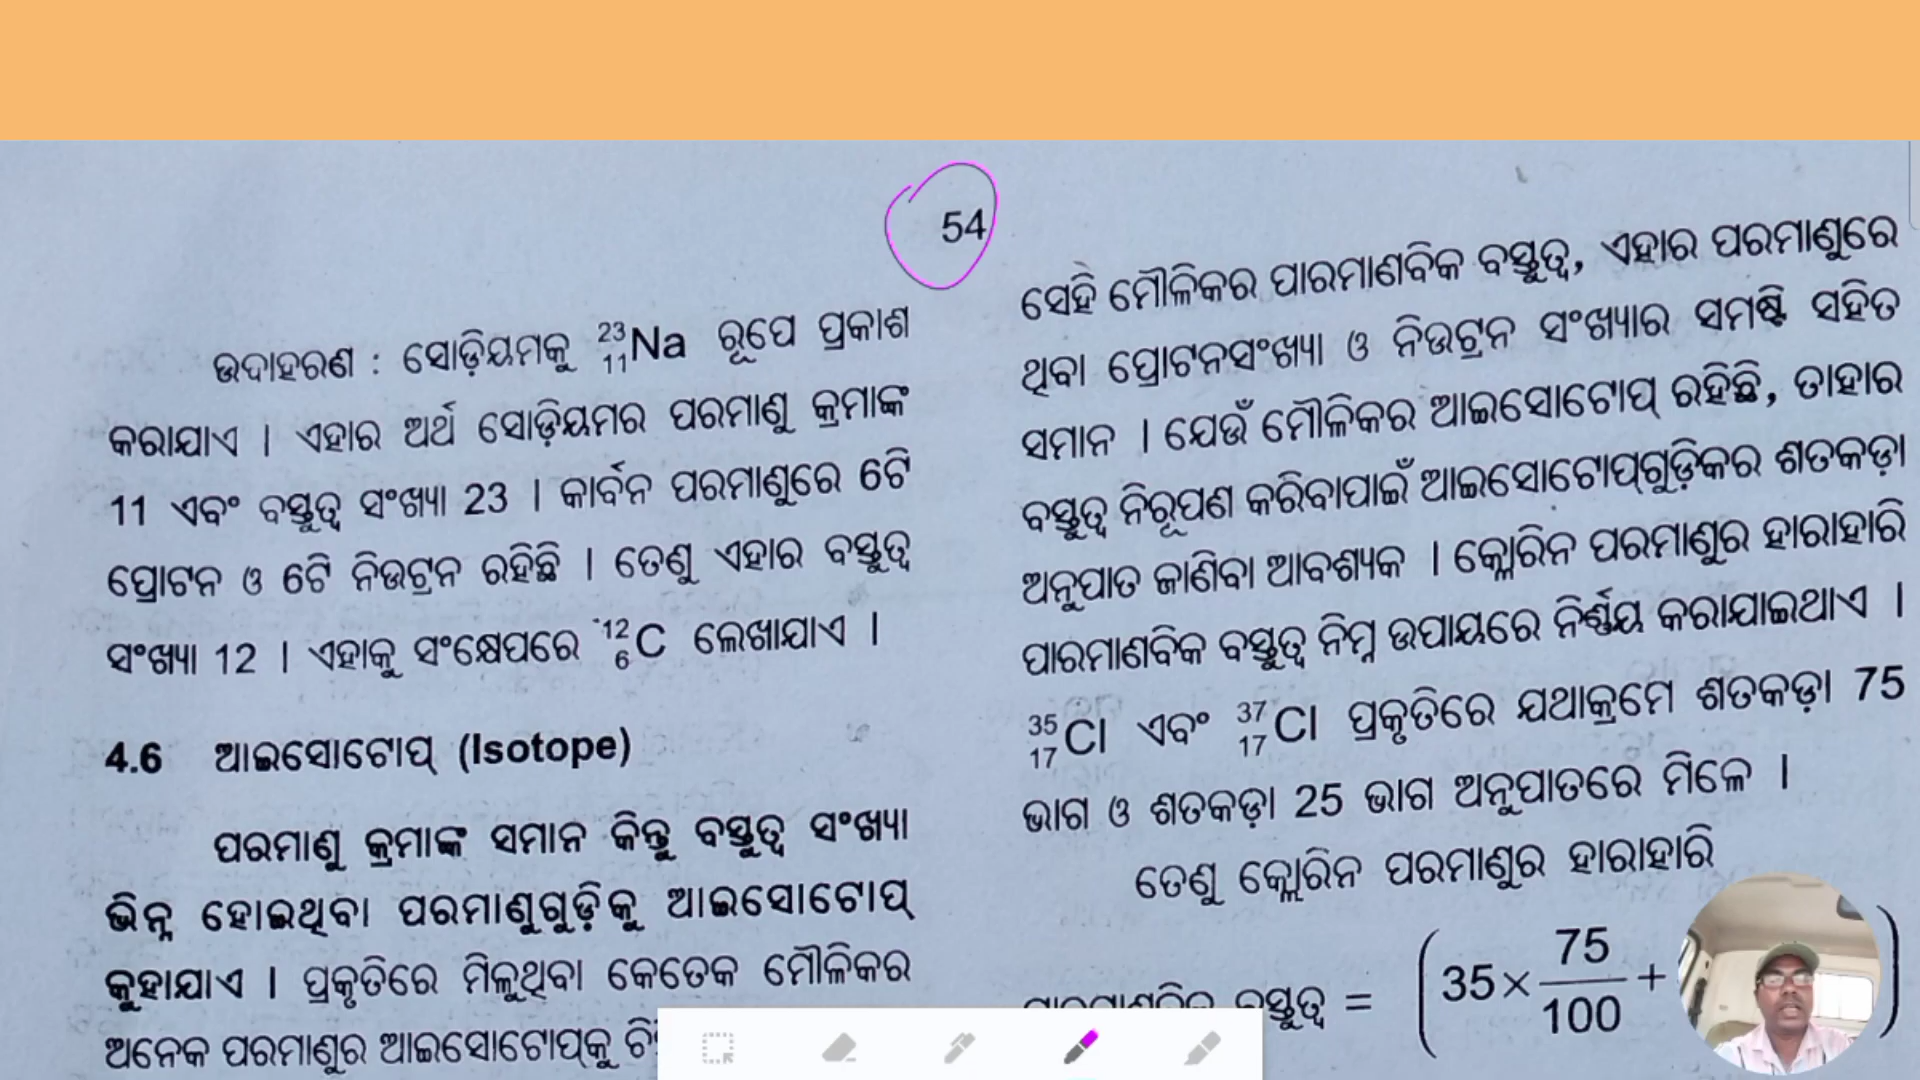 54
ଉଦାହରଣ : ସୋଡ଼ିୟମକୁ ²³₁₁Na ରୂପେ ପ୍ରକାଶ
କରାଯାଏ । ଏହାର ଅର୍ଥ ସୋଡ଼ିୟମର ପରମାଣୁ କ୍ରମାଙ୍କ
11 ଏବଂ ବସ୍ତୁତ୍ୱ ସଂଖ୍ୟା 23 । କାର୍ବନ ପରମାଣୁରେ 6ଟି
ପ୍ରୋଟନ ଓ 6ଟି ନିଉଟ୍ରନ ରହିଛି । ତେଣୁ ଏହାର ବସ୍ତୁତ୍ୱ
ସଂଖ୍ୟା 12 । ଏହାକୁ ସଂକ୍ଷେପରେ ¹²₆C ଲେଖାଯାଏ ।
4.6 ଆଇସୋଟୋପ୍ (Isotope)
ପରମାଣୁ କ୍ରମାଙ୍କ ସମାନ କିନ୍ତୁ ବସ୍ତୁତ୍ୱ ସଂଖ୍ୟା
ଭିନ୍ନ ହୋଇଥିବା ପରମାଣୁଗୁଡ଼ିକୁ ଆଇସୋଟୋପ୍
କୁହାଯାଏ । ପ୍ରକୃତିରେ ମିଳୁଥିବା କେତେକ ମୌଳିକର
ଅନେକ ପରମାଣୁର ଆଇସୋଟୋପ୍‌କୁ
ସେହି ମୌଳିକର ପାରମାଣବିକ ବସ୍ତୁତ୍ୱ, ଏହାର ପରମାଣୁରେ
ଥିବା ପ୍ରୋଟନସଂଖ୍ୟା ଓ ନିଉଟ୍ରନ ସଂଖ୍ୟାର ସମଷ୍ଟି ସହିତ
ସମାନ । ଯେଉଁ ମୌଳିକର ଆଇସୋଟୋପ୍ ରହିଛି, ତାହାର
ବସ୍ତୁତ୍ୱ ନିରୂପଣ କରିବାପାଇଁ ଆଇସୋଟୋପ୍‌ଗୁଡ଼ିକର ଶତକଡ଼ା
ଅନୁପାତ ଜାଣିବା ଆବଶ୍ୟକ । କ୍ଲୋରିନ ପରମାଣୁର ହାରାହାରି
ପାରମାଣବିକ ବସ୍ତୁତ୍ୱ ନିମ୍ନ ଉପାୟରେ ନିର୍ଣ୍ଣୟ କରାଯାଇଥାଏ ।
³⁵₁₇Cl ଏବଂ ³⁷₁₇Cl ପ୍ରକୃତିରେ ଯଥାକ୍ରମେ ଶତକଡ଼ା 75
ଭାଗ ଓ ଶତକଡ଼ା 25 ଭାଗ ଅନୁପାତରେ ମିଳେ ।
ତେଣୁ କ୍ଲୋରିନ ପରମାଣୁର ହାରାହାରି
ବସ୍ତୁତ୍ୱ = (35 × 75/100 + )